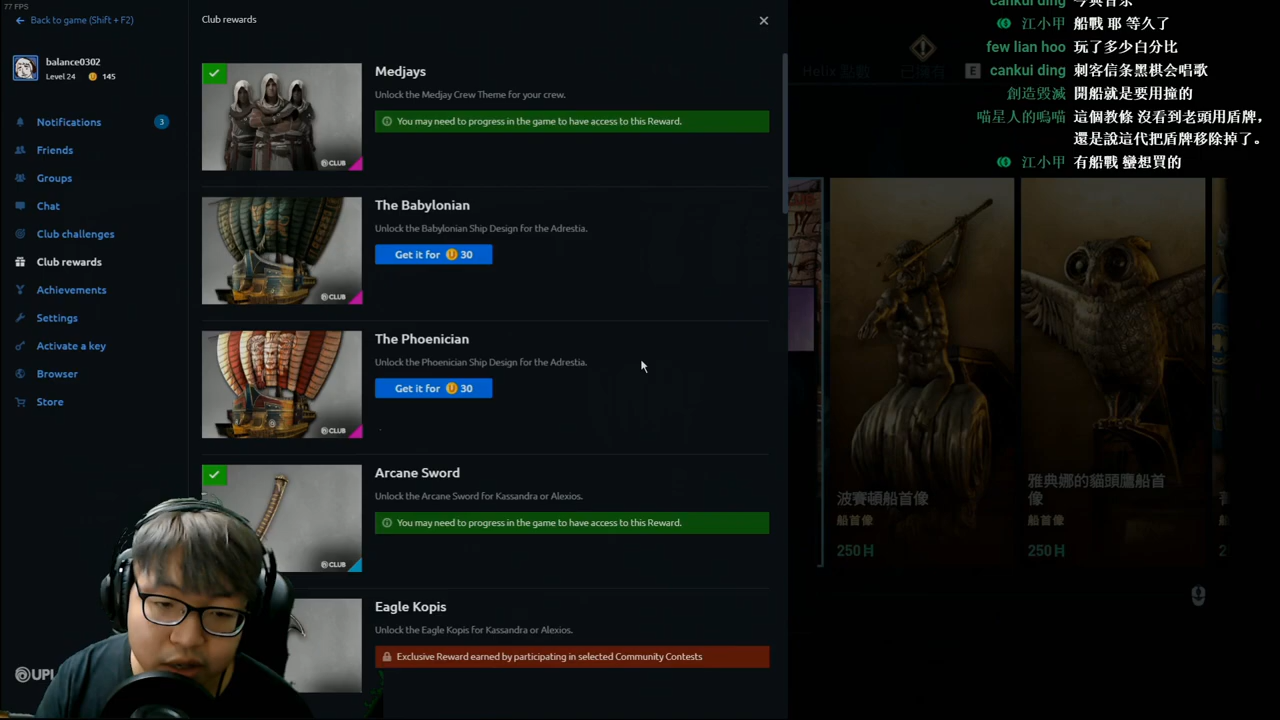 77 FPS
Back to game (Shift + F2)
balance0302
Level 24 145
Notifications 3
Friends
Groups
Chat
Club challenges
Club rewards
Achievements
Settings
Activate a key
Browser
Store
Club rewards
Medjays
Unlock the Medjay Crew Theme for your crew.
You may need to progress in the game to have access to this Reward.
CLUB
The Babylonian
Unlock the Babylonian Ship Design for the Adrestia.
Get it for 30
CLUB
The Phoenician
Unlock the Phoenician Ship Design for the Adrestia.
Get it for 30
CLUB
Arcane Sword
Unlock the Arcane Sword for Kassandra or Alexios.
You may need to progress in the game to have access to this Reward.
CLUB
Eagle Kopis
Unlock the Eagle Kopis for Kassandra or Alexios.
Exclusive Reward earned by participating in selected Community Contests
Helix 點數
已擁有
E
波賽頓船首像
船首像
250
雅典娜的貓頭鷹船首
像
船首像
250
cankui ding
江小甲 船戰 耶 等久了
few lian hoo 玩了多少白分比
cankui ding 刺客信条黑棋会唱歌
創造毀滅 開船就是要用撞的
喵星人的嗚喵 這個教條 沒看到老頭用盾牌,
還是說這代把盾牌移除掉了。
江小甲 有船戰 蠻想買的